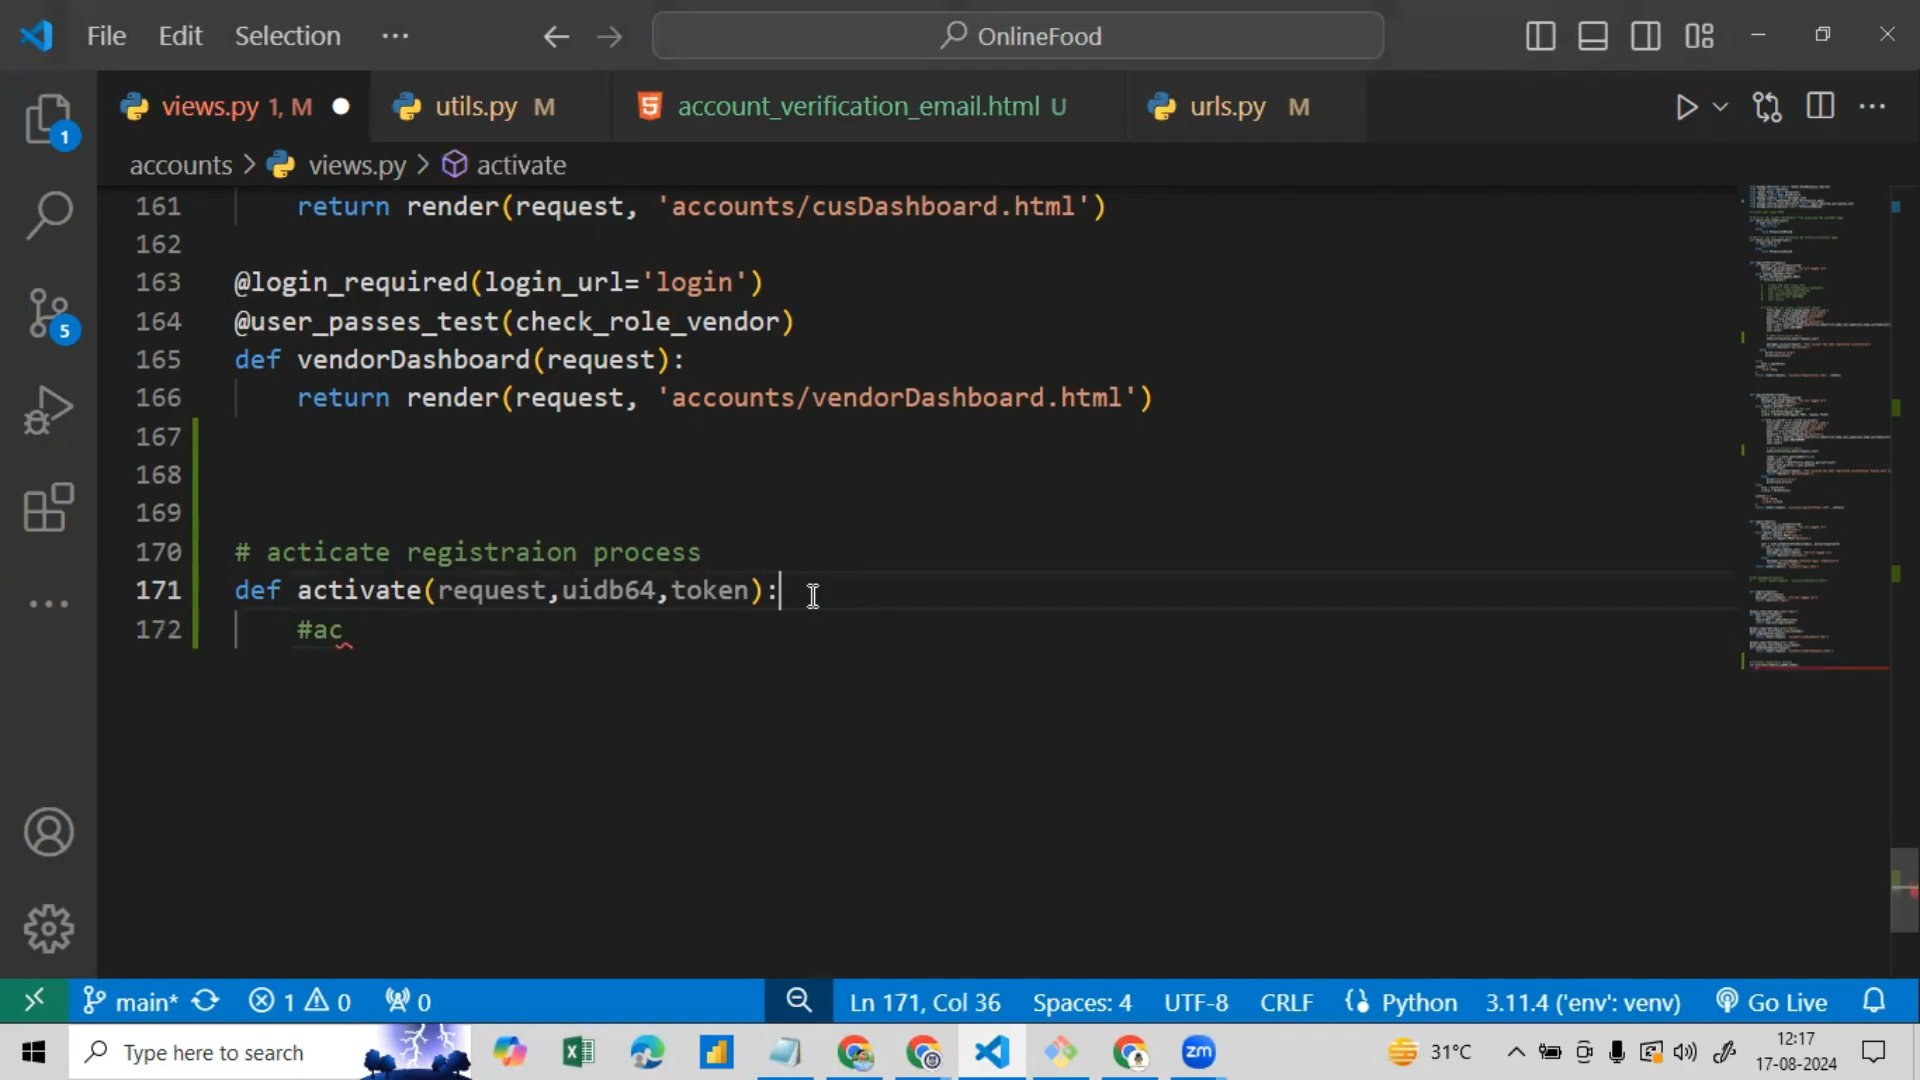 File Edit Selection ··· OnlineFood
views.py 1, M utils.py M account_verification_email.html U urls.py M
accounts > views.py > activate
161 return render(request, 'accounts/cusDashboard.html')
162
163 @login_required(login_url='login')
164 @user_passes_test(check_role_vendor)
165 def vendorDashboard(request):
166 return render(request, 'accounts/vendorDashboard.html')
167
168
169
170 # acticate registraion process
171 def activate(request,uidb64,token):
172 #ac
1
5
main* 1 0 0 Ln 171, Col 36 Spaces: 4 UTF-8 CRLF Python 3.11.4 ('env': venv) Go Live
Type here to search 31°C 12:17
17-08-2024
zm